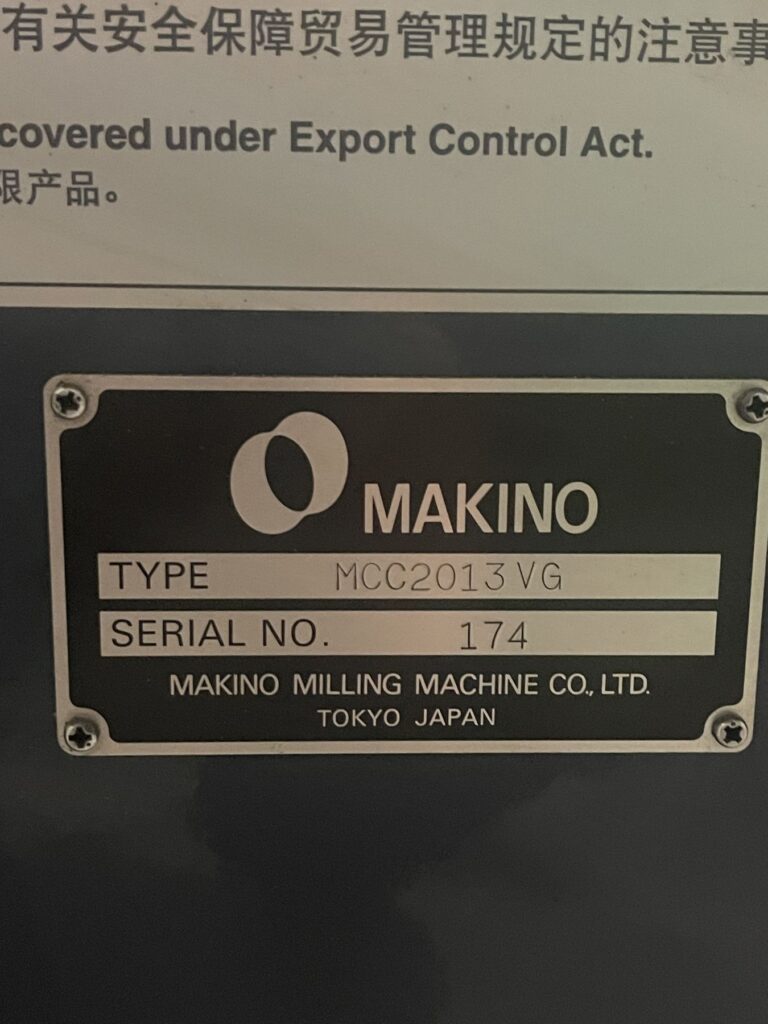 有关安全保障贸易管理规定的注意事
covered under Export Control Act.
限产品。
MAKINO
TYPE MCC2013VG
SERIAL NO. 174
MAKINO MILLING MACHINE CO., LTD.
TOKYO JAPAN